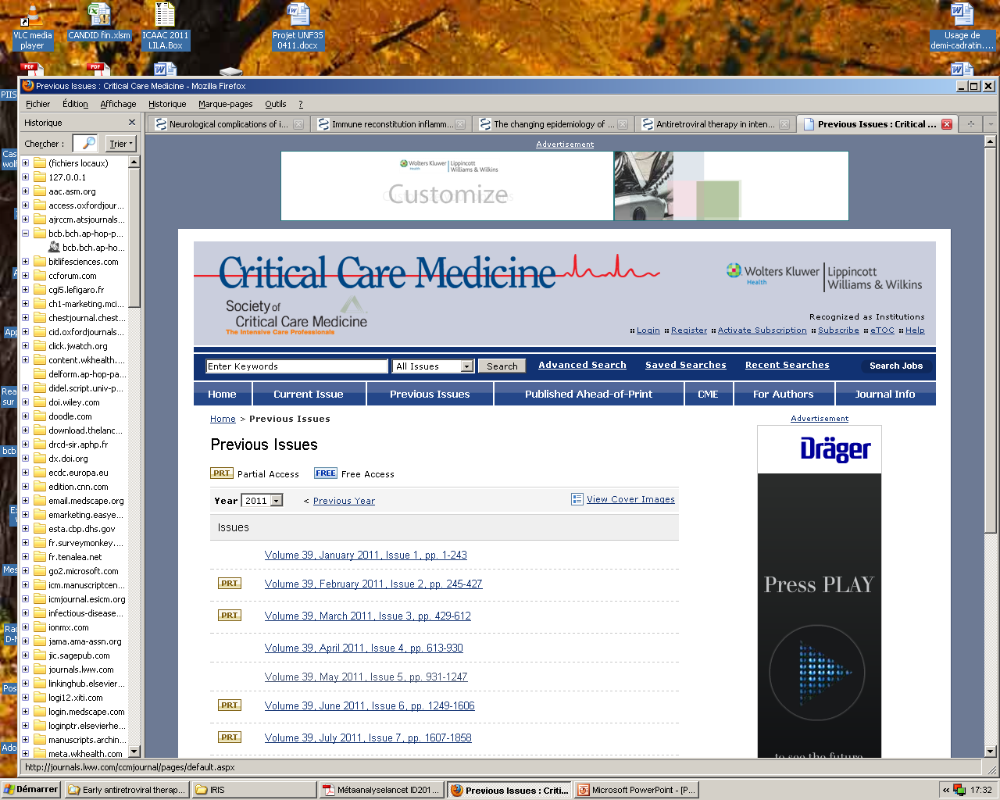 VLC media player
CANDID fin.xlsm
ICAAC 2011 LILA.Box
Projet UNF3S 0411.docx
Usage de demi-cadratin....
Previous Issues : Critical Care Medicine - Mozilla Firefox
Fichier Édition Affichage Historique Marque-pages Outils ?
Historique
Neurological complications of i...
Immune reconstitution inflamm...
The changing epidemiology of ...
Antiretroviral therapy in inten...
Previous Issues : Critical ...
Chercher : Trier
(fichiers locaux)
127.0.0.1
aac.asm.org
access.oxfordjour...
ajrccm.atsjournals...
bcb.bch.ap-hop-p...
bcb.bch.ap-ho...
bitlifesciences.com
ccforum.com
cgi5.lefigaro.fr
ch1-marketing.mci...
chestjournal.chest...
cid.oxfordjournals...
click.jwatch.org
content.wkhealth....
delform.ap-hop-pa...
didel.script.univ-p...
doi.wiley.com
doodle.com
download.thelanc...
drcd-sir.aphp.fr
dx.doi.org
ecdc.europa.eu
edition.cnn.com
email.medscape.org
emarketing.easye...
esta.cbp.dhs.gov
fr.surveymonkey....
fr.tenalea.net
go2.microsoft.com
icm.manuscriptcen...
icmjournal.esicm.org
infectious-disease...
ionmx.com
jama.ama-assn.org
jic.sagepub.com
journals.lww.com
linkinghub.elsevier...
logi12.xiti.com
login.medscape.com
loginptr.elsevierhe...
manuscripts.archin...
meta.wkhealth.com
Advertisement
Wolters Kluwer Health Lippincott Williams & Wilkins
Customize
Critical Care Medicine
Society of
Critical Care Medicine
The Intensive Care Professionals
Wolters Kluwer Health Lippincott Williams & Wilkins
Recognized as Institutions
Login Register Activate Subscription Subscribe eTOC Help
Enter Keywords All Issues Search Advanced Search Saved Searches Recent Searches Search Jobs
Home Current Issue Previous Issues Published Ahead-of-Print CME For Authors Journal Info
Home > Previous Issues
Previous Issues
PRT Partial Access FREE Free Access
Year 2011 < Previous Year View Cover Images
Issues
Volume 39, January 2011, Issue 1, pp. 1-243
PRT Volume 39, February 2011, Issue 2, pp. 245-427
PRT Volume 39, March 2011, Issue 3, pp. 429-612
Volume 39, April 2011, Issue 4, pp. 613-930
Volume 39, May 2011, Issue 5, pp. 931-1247
PRT Volume 39, June 2011, Issue 6, pp. 1249-1606
PRT Volume 39, July 2011, Issue 7, pp. 1607-1858
Advertisement
Dräger
Press PLAY
to see the future
http://journals.lww.com/ccmjournal/pages/default.aspx
Démarrer
Early antiretroviral therap...
IRIS
Métaanalyselancet ID201...
Previous Issues : Criti...
Microsoft PowerPoint - [P...
17:32